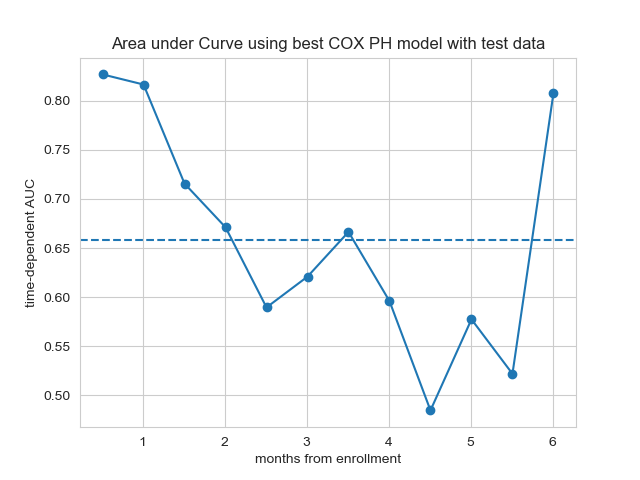 Area under Curve using best COX PH model with test data
time-dependent AUC
0.80
0.75
0.70
0.65
0.60
0.55
0.50
1 2 3 4 5 6
months from enrollment